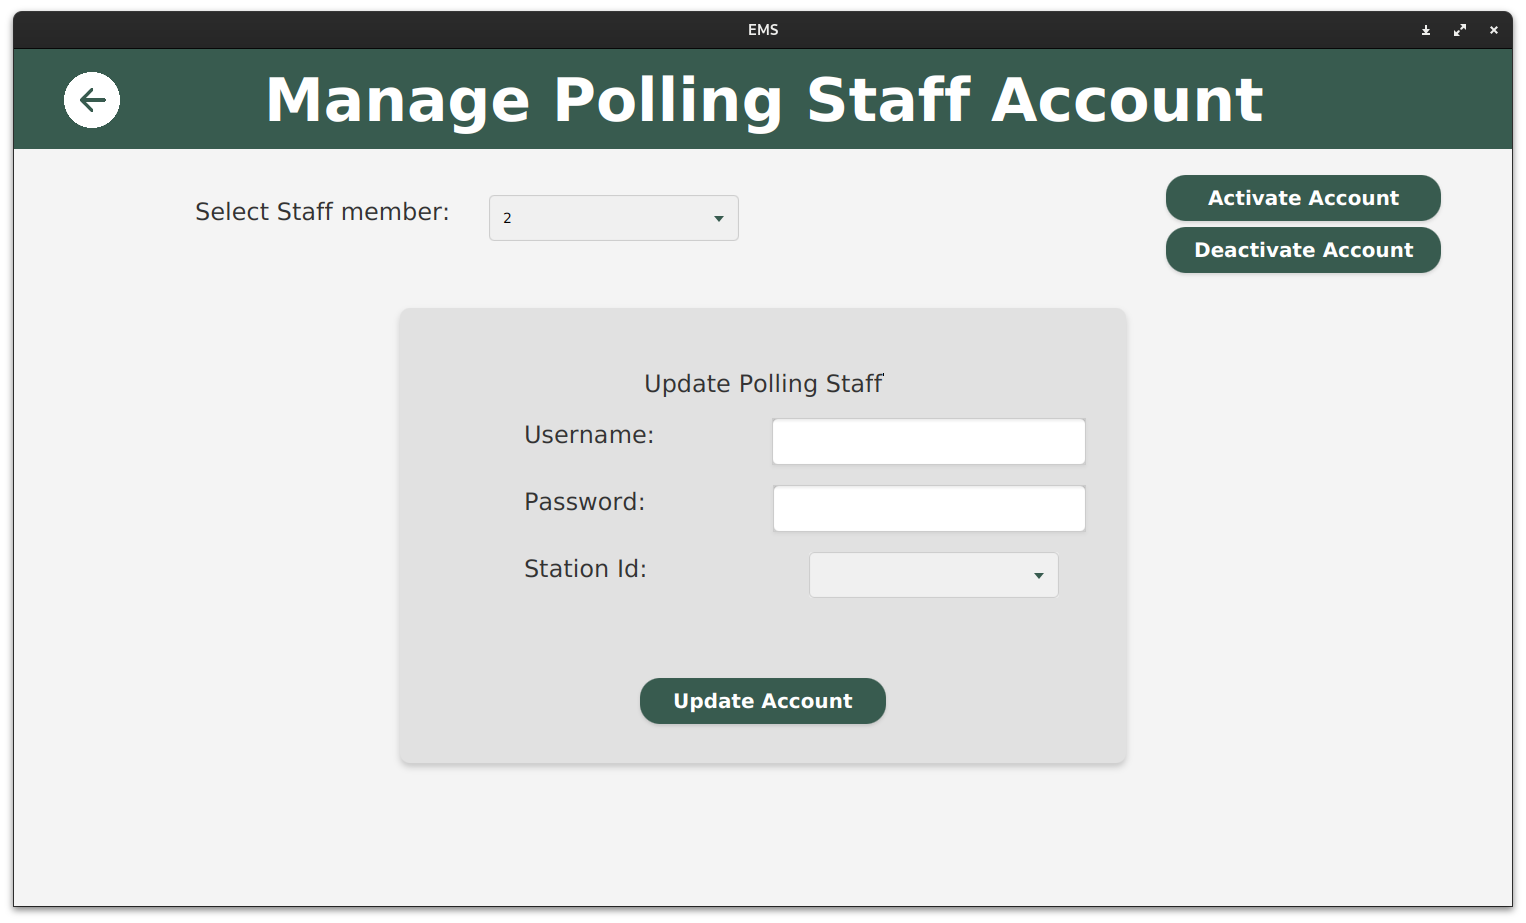 EMS
Manage Polling Staff Account
Select Staff member:
2
Activate Account
Deactivate Account
Update Polling Staff
Username:
Password:
Station Id:
Update Account